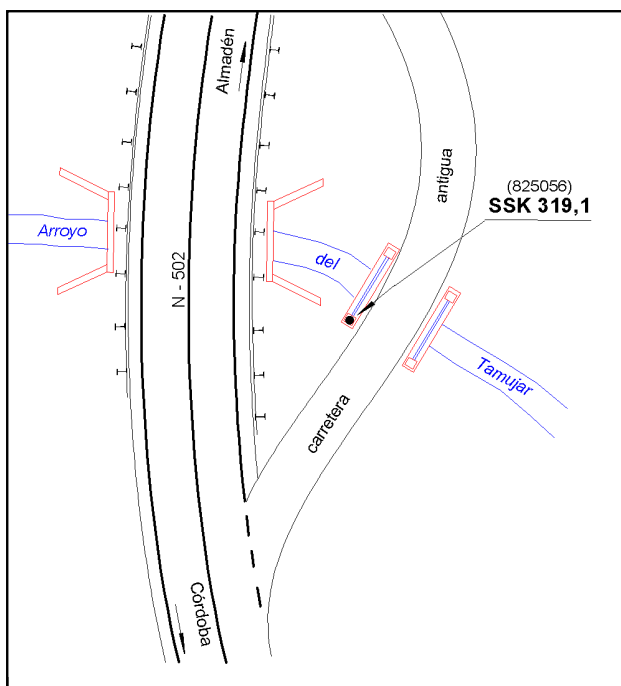 Almadén
antigua
(825056)
SSK 319,1
Arroyo
del
N - 502
Tamujar
carretera
Córdoba